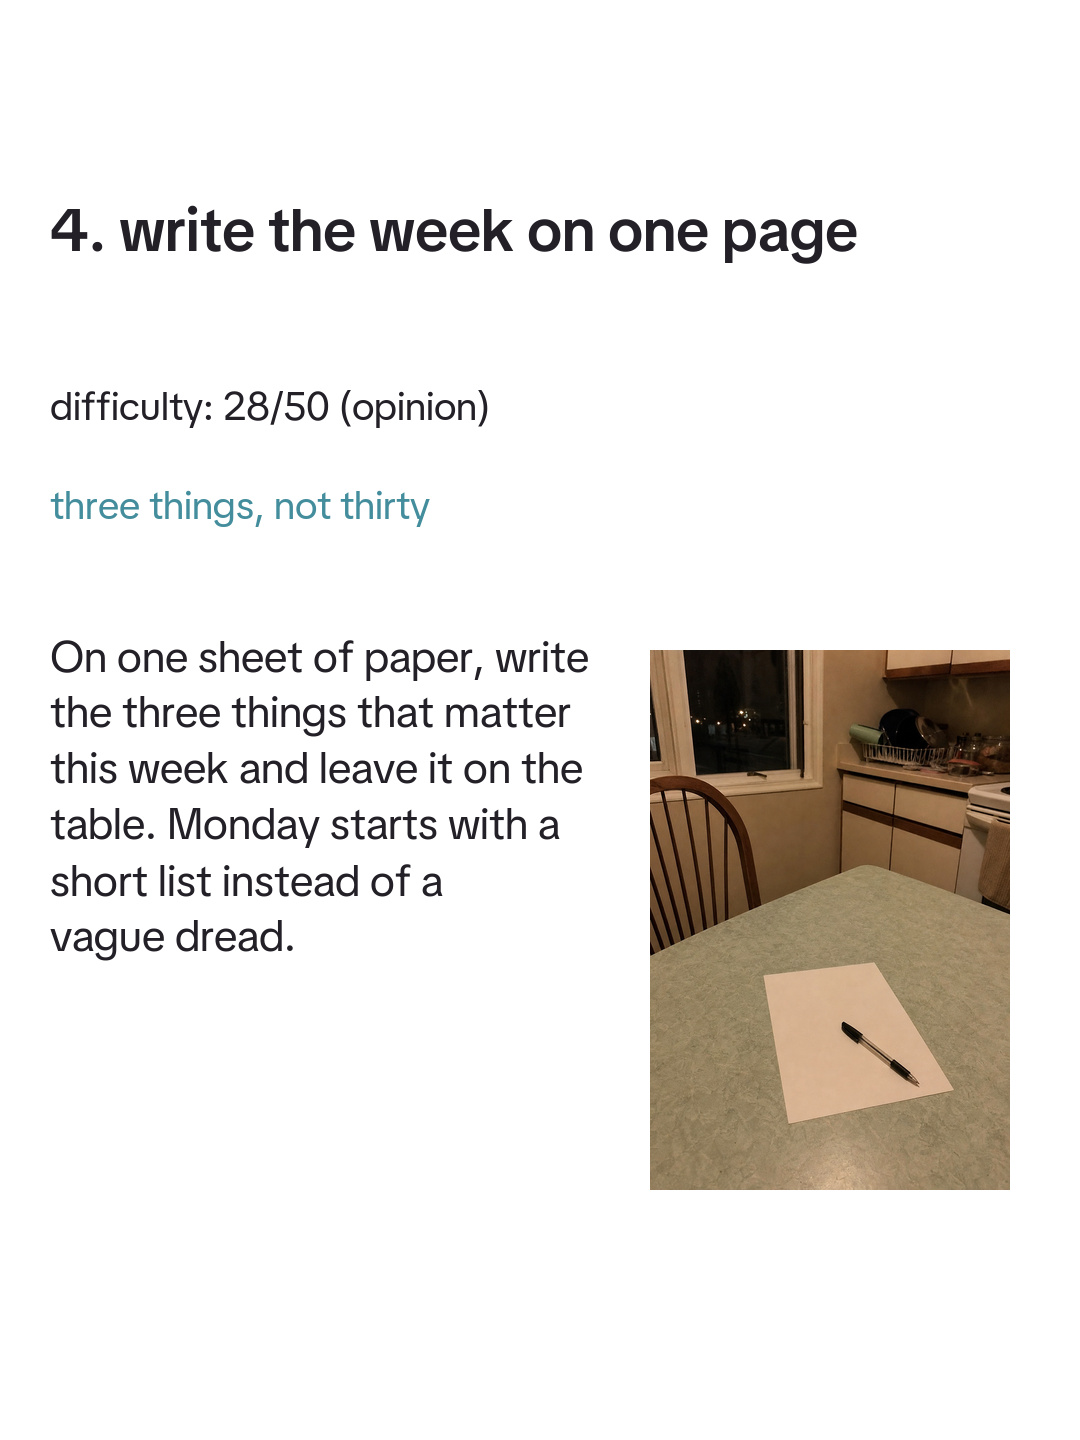 4. write the week on one page
difficulty: 28/50 (opinion)
three things, not thirty
On one sheet of paper, write
the three things that matter
this week and leave it on the
table. Monday starts with a
short list instead of a
vague dread.